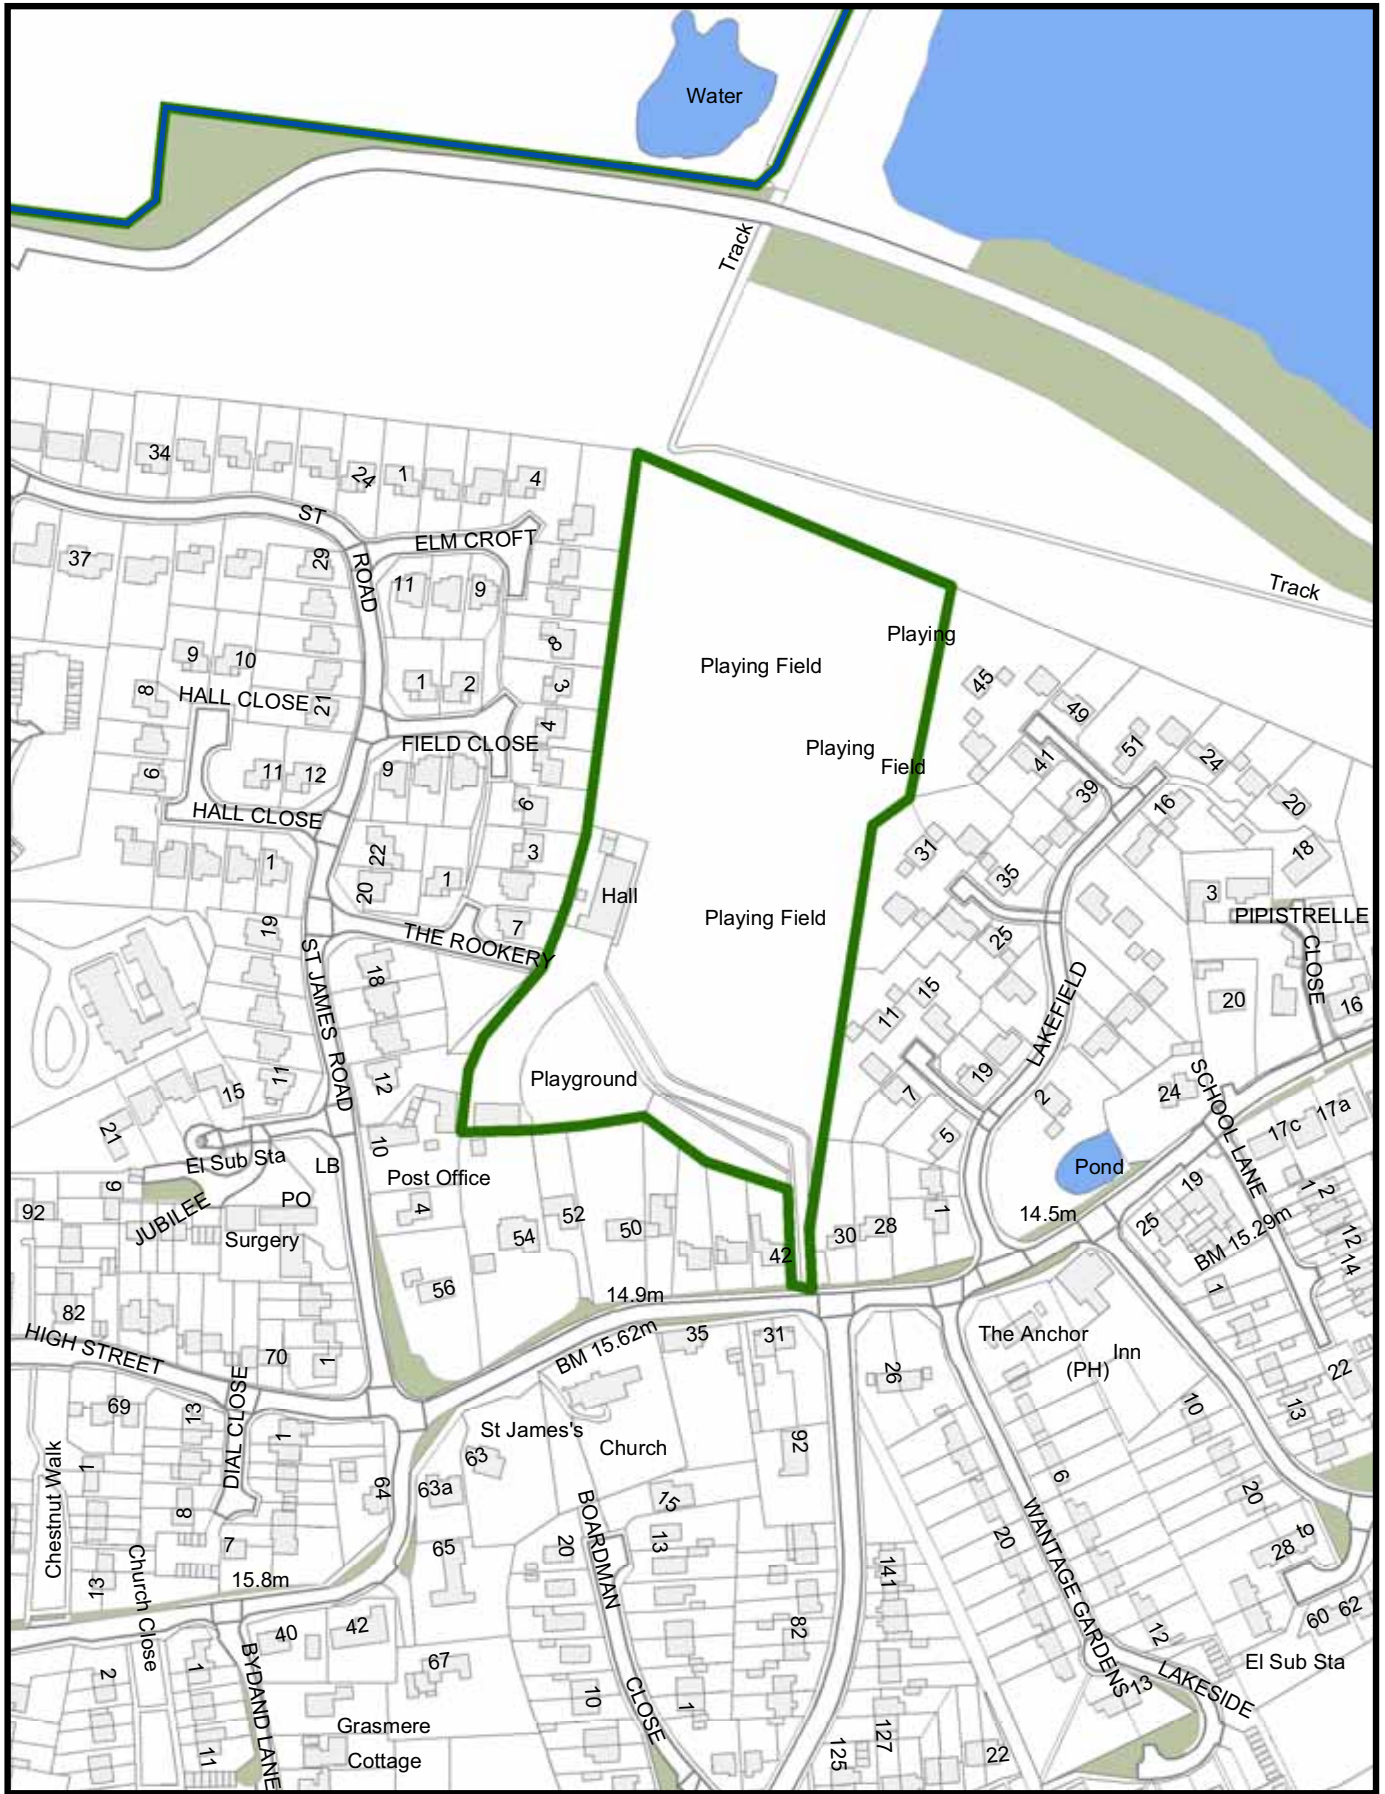 Water
Track
34
24
1
4
ST
ELM CROFT
37
29
ROAD
11
9
Track
8
Playing
Playing Field
9
10
8
HALL CLOSE
21
1
2
3
45
49
4
FIELD CLOSE
Playing
Field
41
51
24
6
11
12
9
39
16
20
HALL CLOSE
6
22
3
31
18
1
20
1
35
Hall
3
Playing Field
PIPISTRELLE
CLOSE
19
7
THE ROOKERY
25
ST JAMES ROAD
18
15
20
16
11
LAKEFIELD
Playground
12
11
15
19
7
2
24
SCHOOL LANE
17a
17c
21
10
5
El Sub Sta
LB
Post Office
Pond
6
PO
4
19
1
2
92
JUBILEE
52
1
14.5m
Surgery
54
50
30
28
25
BM 15.29m
12
42
14
56
1
14.9m
82
HIGH STREET
70
1
BM 15.62m
35
31
The Anchor
Inn
(PH)
DIAL CLOSE
26
22
69
13
10
13
St James's
Church
1
92
63
Chestnut Walk
1
64
63a
6
15
20
8
BOARDMAN
13
WANTAGE GARDENS
20
7
65
20
28
to
13
Church Close
15.8m
141
60
62
40
42
82
12
2
1
BYDAND LANE
67
El Sub Sta
13
LAKESIDE
10
CLOSE
1
Grasmere
Cottage
11
125
127
22